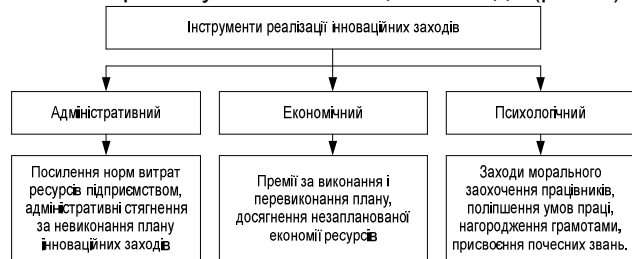 Інструменти реалізації інноваційних заходів
Адміністративний
Економічний
Психологічний
Посилення норм витрат
ресурсів підприємством,
адміністративні стягнення
за невиконання плану
інноваційних заходів
Премії за виконання і
перевиконання плану,
досягнення незапланованої
економії ресурсів
Заходи морального
заохочення працівників,
поліпшення умов праці,
нагородження грамотами,
присвоєння почесних звань.